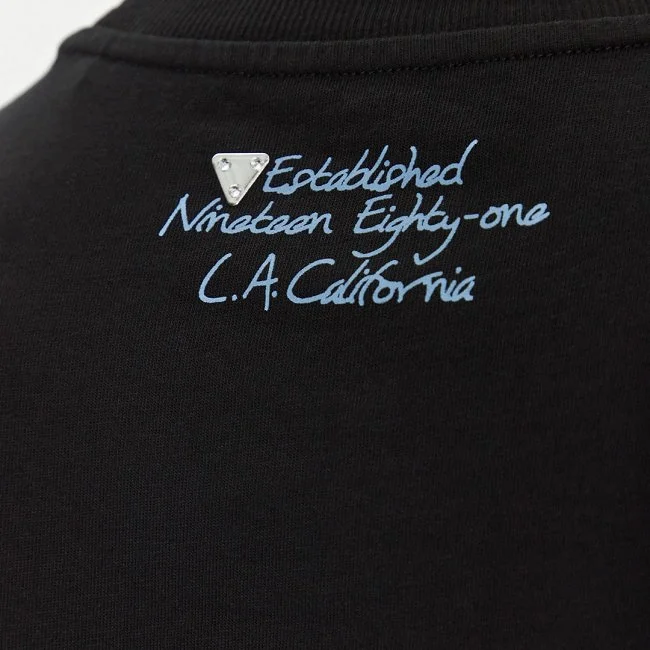 Established
Nineteen Eighty-one
L.A. California